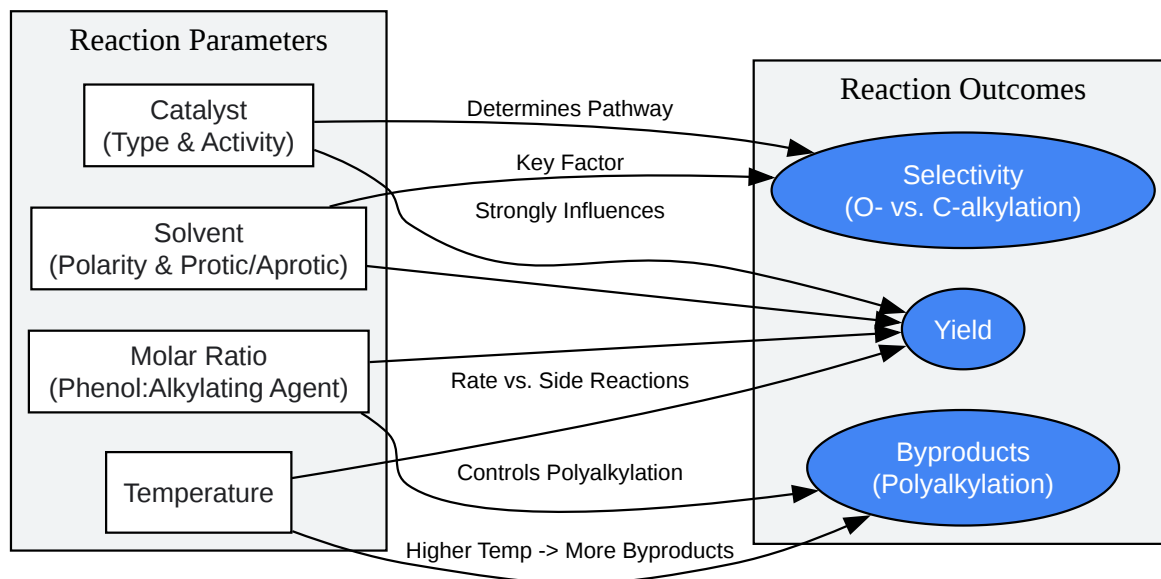 Reaction Parameters
Catalyst
(Type & Activity)
Solvent
(Polarity & Protic/Aprotic)
Molar Ratio
(Phenol:Alkylating Agent)
Temperature
Determines Pathway
Key Factor
Strongly Influences
Rate vs. Side Reactions
Controls Polyalkylation
Higher Temp -> More Byproducts
Reaction Outcomes
Selectivity
(O- vs. C-alkylation)
Yield
Byproducts
(Polyalkylation)